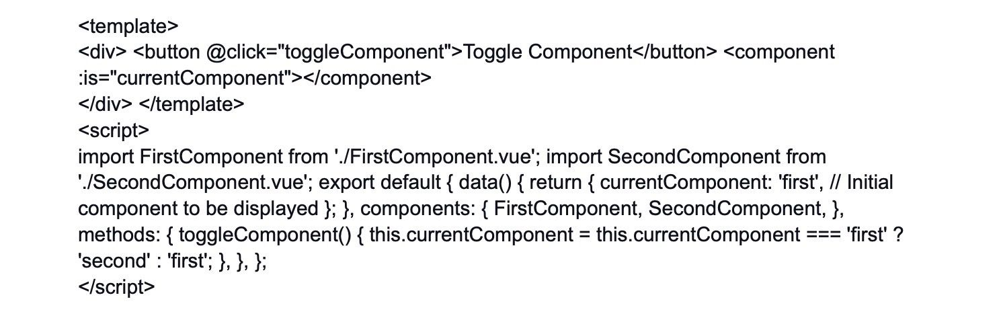 <template>
<div> <button @click="toggleComponent">Toggle Component</button> <component
:is="currentComponent"></component>
</div> </template>
<script>
import FirstComponent from './FirstComponent.vue'; import SecondComponent from
'./SecondComponent.vue'; export default { data() { return { currentComponent: 'first', // Initial
component to be displayed }; }, components: { FirstComponent, SecondComponent, },
methods: { toggleComponent() { this.currentComponent = this.currentComponent === 'first' ?
'second' : 'first'; }, }, };
</script>